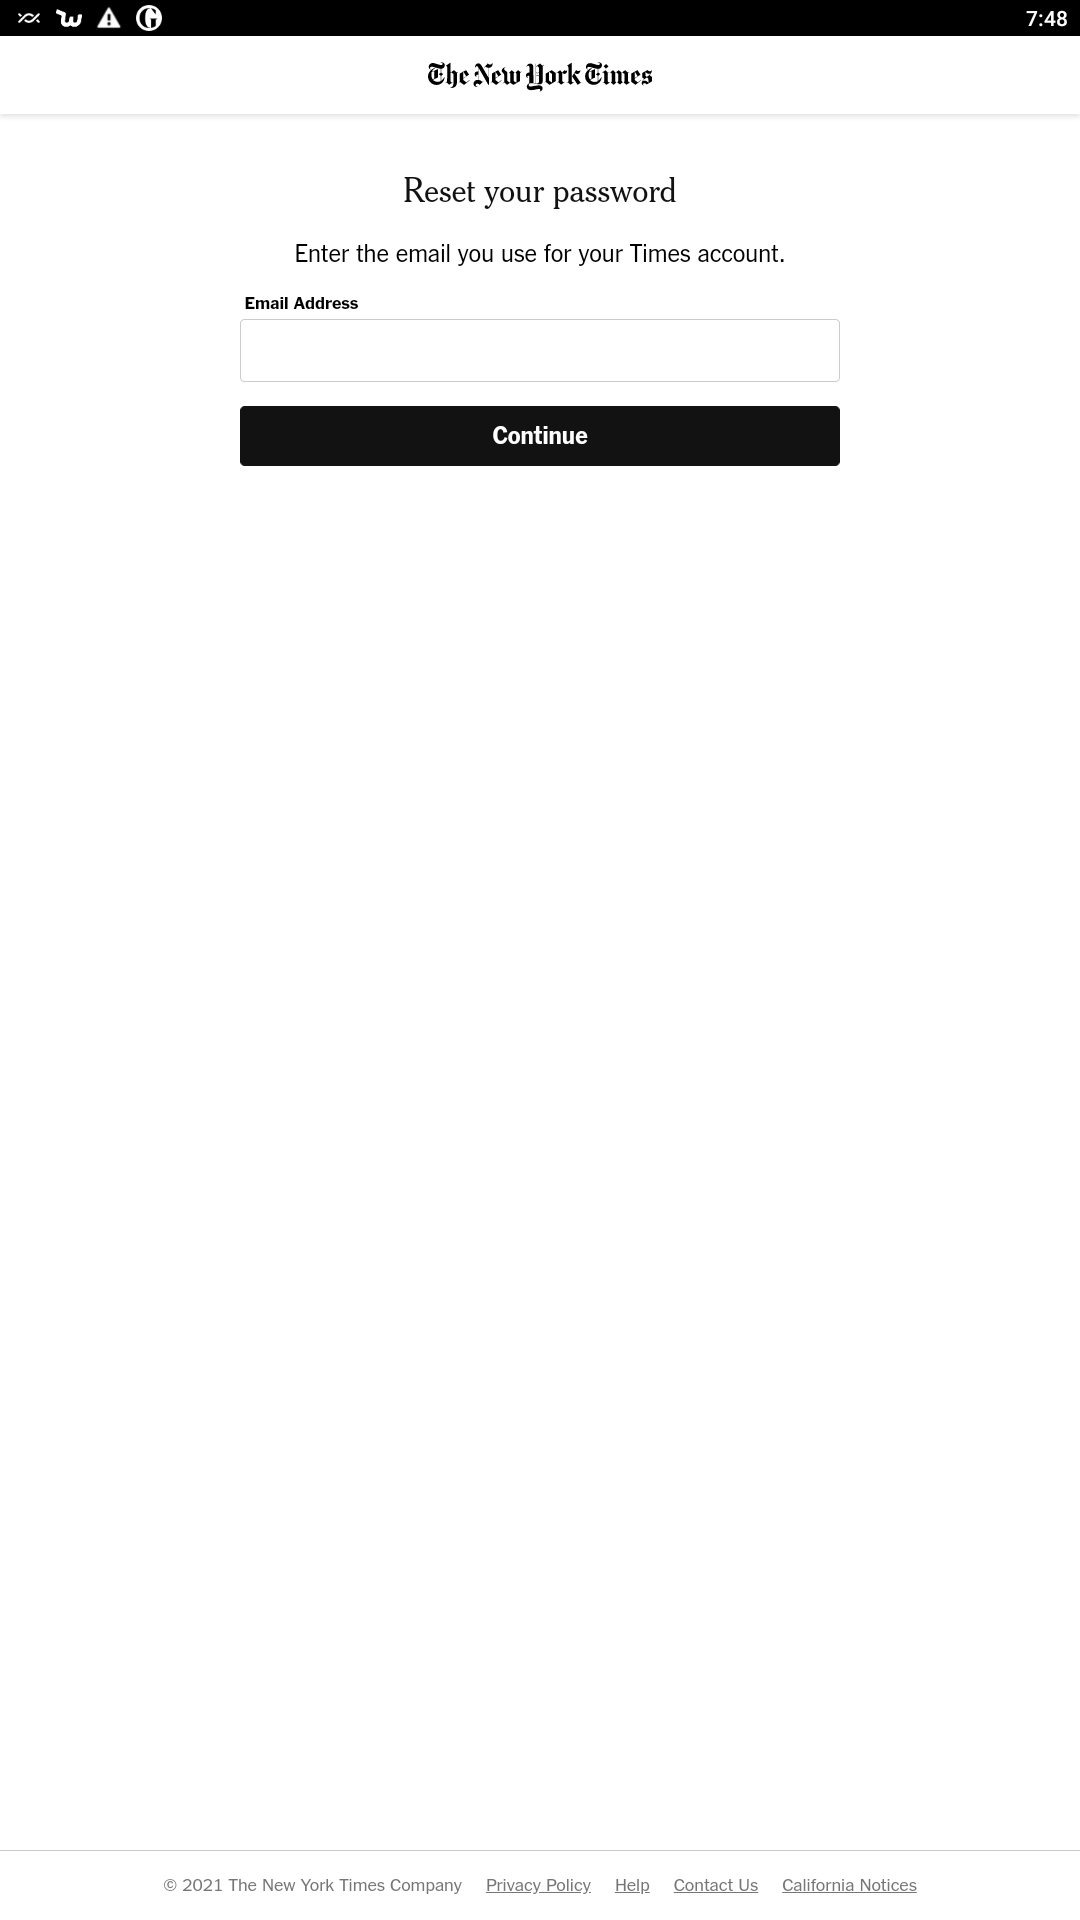 7:48
The New York Times
Reset your password
Enter the email you use for your Times account.
Email Address
Continue
© 2021 The New York Times Company Privacy Policy Help Contact Us California Notices